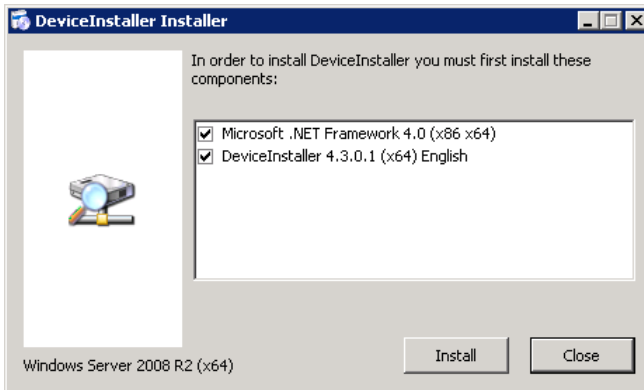 DeviceInstaller Installer
In order to install DeviceInstaller you must first install these
components:
Microsoft .NET Framework 4.0 (x86 x64)
DeviceInstaller 4.3.0.1 (x64) English
Windows Server 2008 R2 (x64)
Install
Close